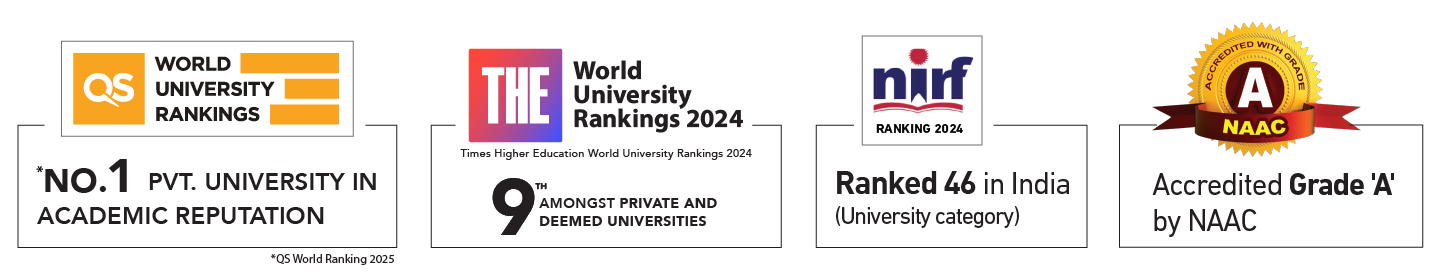 QS
WORLD
UNIVERSITY
RANKINGS
*NO.1 PVT. UNIVERSITY IN
ACADEMIC REPUTATION
*QS World Ranking 2025
THE
World
University
Rankings 2024
Times Higher Education World University Rankings 2024
9TH AMONGST PRIVATE AND
DEEMED UNIVERSITIES
nirf
RANKING 2024
Ranked 46 in India
(University category)
ACCREDITED WITH GRADE
A
NAAC
Accredited Grade 'A'
by NAAC